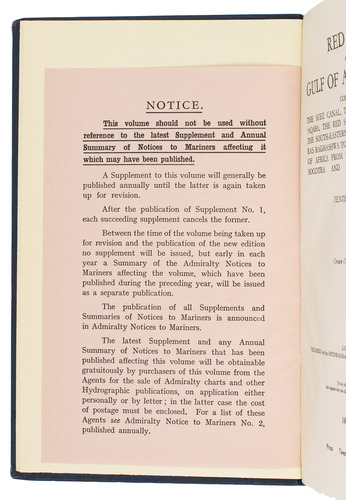 NOTICE.
This volume should not be used without
reference to the latest Supplement and Annual
Summary of Notices to Mariners affecting it
which may have been published.
A Supplement to this volume will generally be
published annually until the latter is again taken
up for revision.
After the publication of Supplement No. 1,
each succeeding supplement cancels the former.
Between the time of the volume being taken up
for revision and the publication of the new edition
no supplement will be issued, but early in each
year a Summary of the Admiralty Notices to
Mariners affecting the volume, which have been
published during the preceding year, will be issued
as a separate publication.
The publication of all Supplements and
Summaries of Notices to Mariners is announced
in Admiralty Notices to Mariners.
The latest Supplement and any Annual
Summary of Notices to Mariners that has been
published affecting this volume will be obtainable
gratuitously by purchasers of this volume from the
Agents for the sale of Admiralty charts and other
Hydrographic publications, on application either
personally or by letter; in the latter case the cost
of postage must be enclosed. For a list of these
Agents see Admiralty Notice to Mariners No. 2,
published annually.
RED
GULF OF A
THE SUEZ CANAL, T
'AQABA, THE RED S
THE SOUTH-EASTERN
RAS BAGHASHWA TO
OF AFRICA FROM
SOCOTRA AND
TENTH